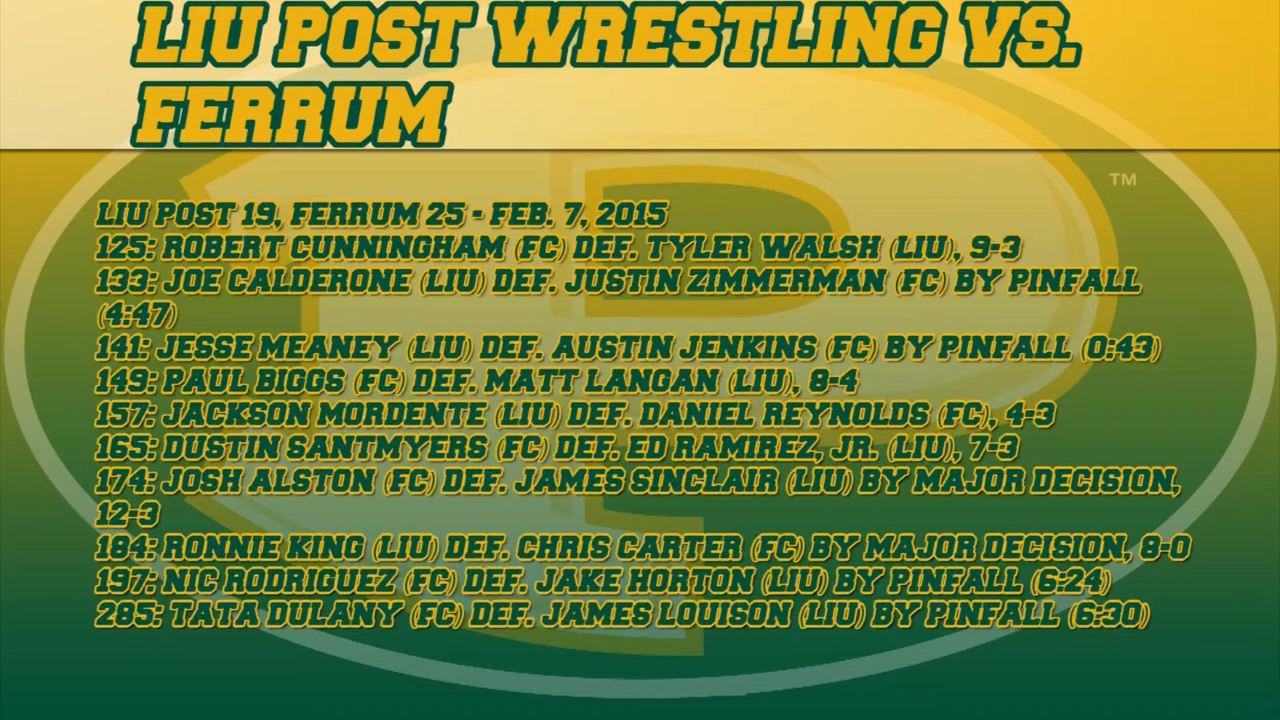 LIU POST WRESTLING VS.
FERRUM
TM
LIU POST 19, FERRUM 25 - FEB. 7, 2015
125: ROBERT CUNNINGHAM (FC) DEF. TYLER WALSH (LIU), 9-3
133: JOE CALDERONE (LIU) DEF. JUSTIN ZIMMERMAN (FC) BY PINFALL
(4:47)
141: JESSE MEANEY (LIU) DEF. AUSTIN JENKINS (FC) BY PINFALL (0:43)
149: PAUL BIGGS (FC) DEF. MATT LANGAN (LIU), 8-4
157: JACKSON MORDENTE (LIU) DEF. DANIEL REYNOLDS (FC), 4-3
165: DUSTIN SANTMYERS (FC) DEF. ED RAMIREZ, JR. (LIU), 7-3
174: JOSH ALSTON (FC) DEF. JAMES SINCLAIR (LIU) BY MAJOR DECISION,
12-3
184: RONNIE KING (LIU) DEF. CHRIS CARTER (FC) BY MAJOR DECISION, 8-0
197: NIC RODRIGUEZ (FC) DEF. JAKE HORTON (LIU) BY PINFALL (6:24)
285: TATA DULANY (FC) DEF. JAMES LOUISON (LIU) BY PINFALL (6:30)